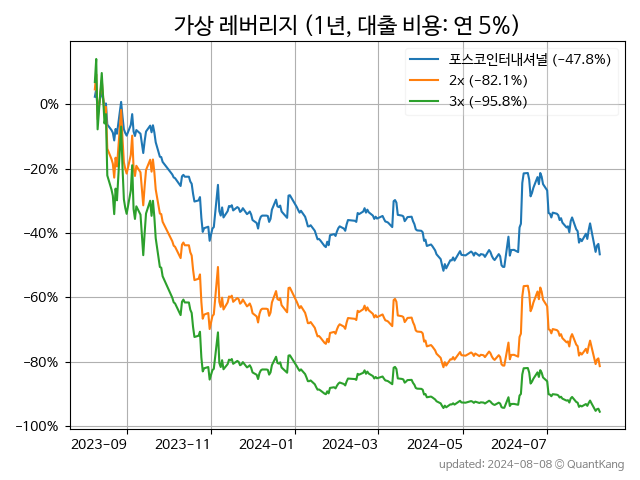 가상 레버리지 (1년, 대출 비용: 연 5%)
포스코인터내셔널 (−47.8%)
2x (−82.1%)
3x (−95.8%)
0%
−20%
−40%
−60%
−80%
−100%
2023-09 2023-11 2024-01 2024-03 2024-05 2024-07
updated: 2024-08-08 © QuantKang